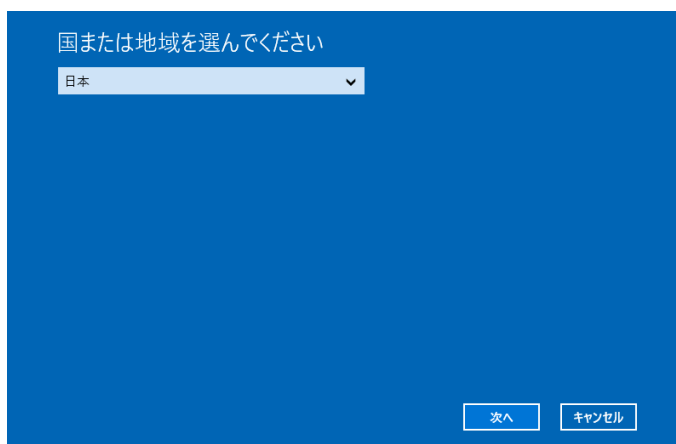 国または地域を選んでください
日本
次へ
キャンセル